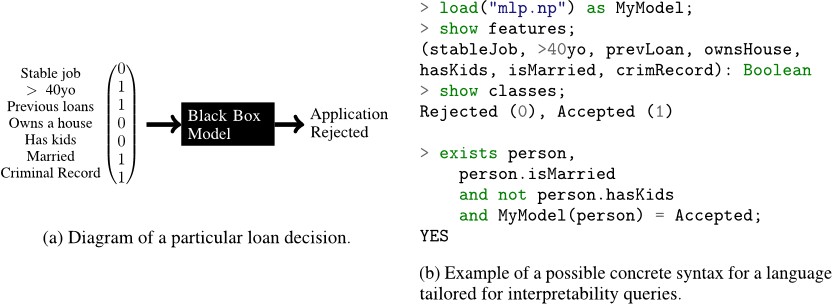 Stable job 0
> 40yo 1
Previous loans 1
Owns a house 0
Has kids 0
Married 1
Criminal Record 1
Black Box
Model
Application
Rejected
(a) Diagram of a particular loan decision.
> load("mlp.np") as MyModel;
> show features;
(stableJob, >40yo, prevLoan, ownsHouse,
hasKids, isMarried, crimRecord): Boolean
> show classes;
Rejected (0), Accepted (1)
> exists person,
person.isMarried
and not person.hasKids
and MyModel(person) = Accepted;
YES
(b) Example of a possible concrete syntax for a language
tailored for interpretability queries.